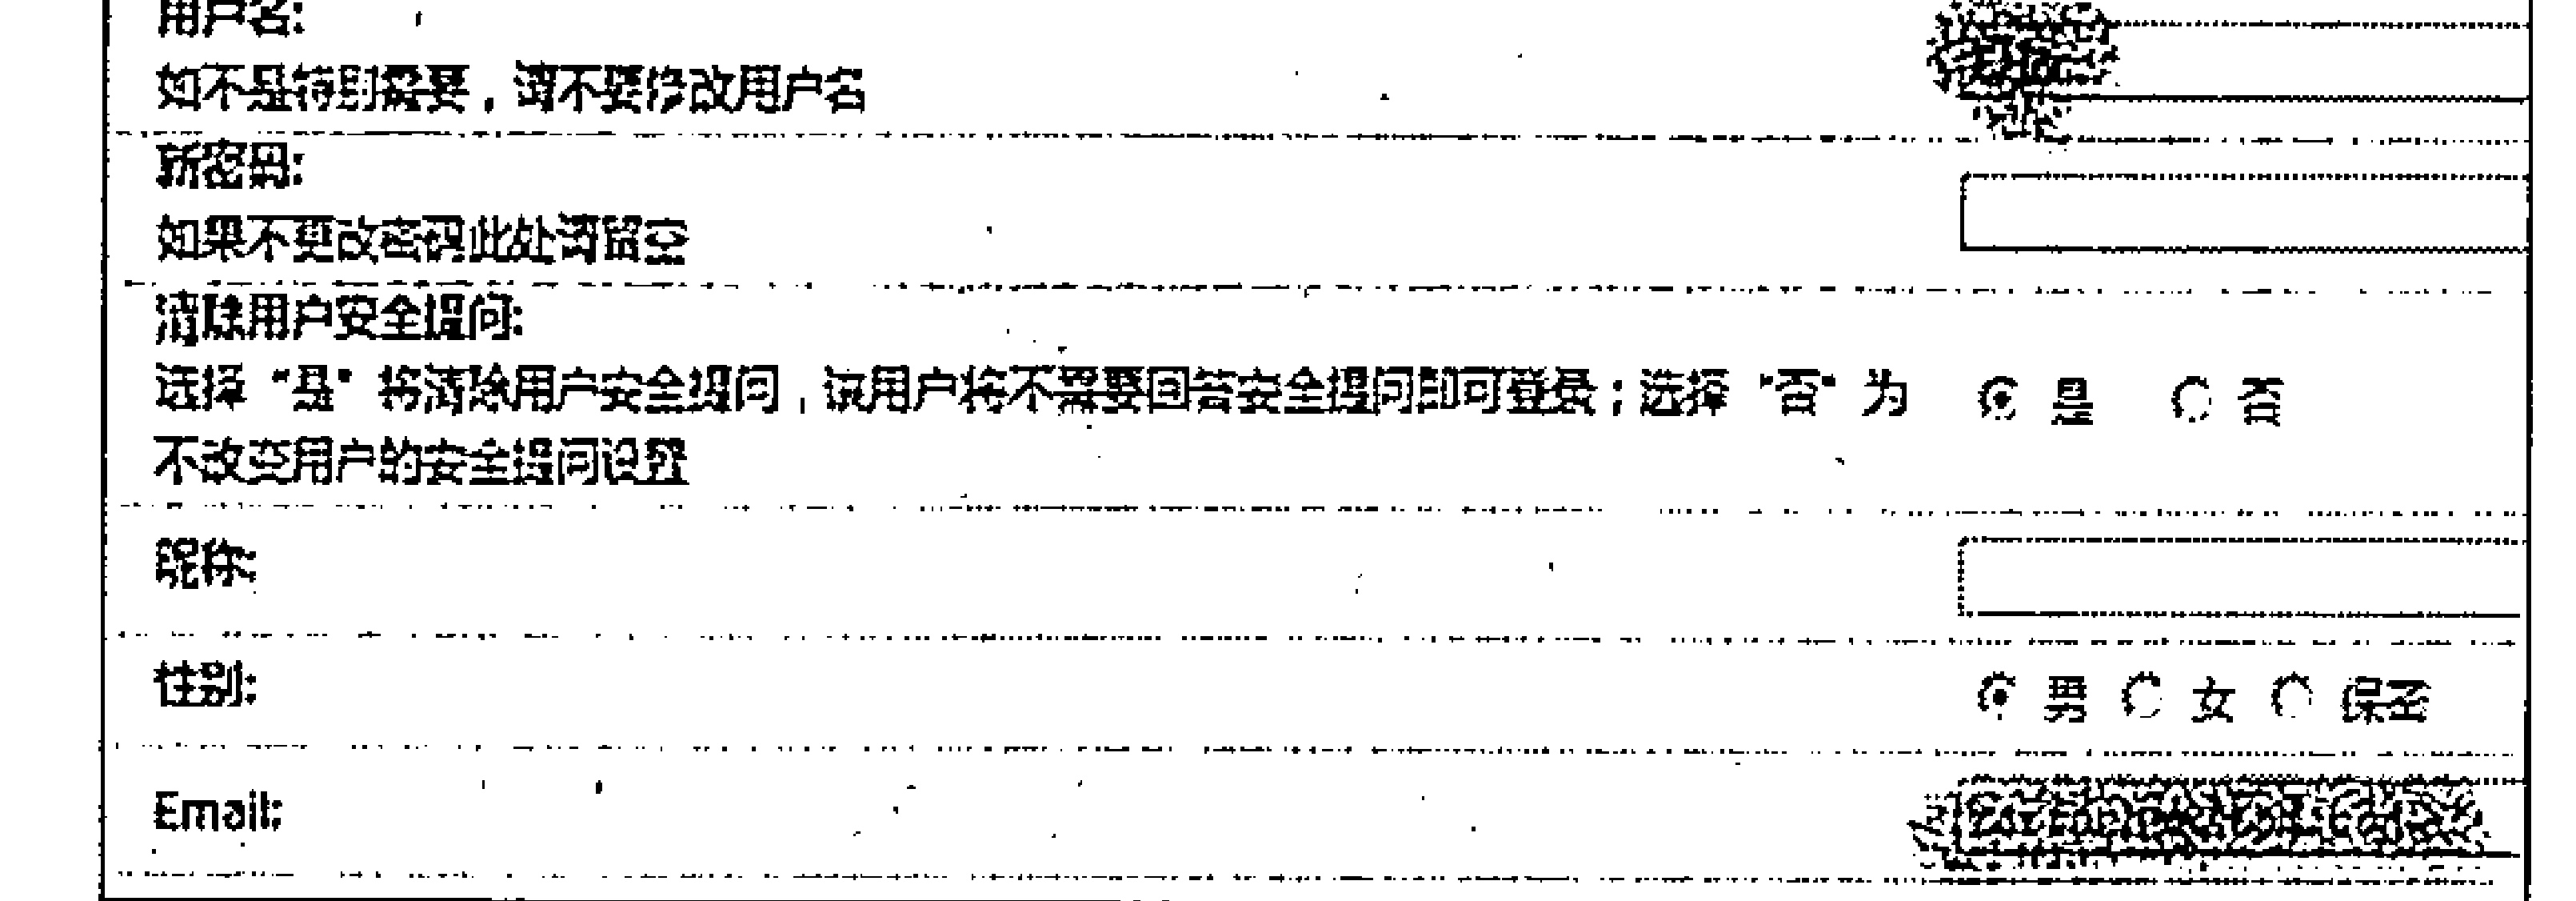 用户名:
如不是特别需要，请不要修改用户名
新密码:
如果不更改密码此处请留空
清除用户安全提问:
选择“是”将清除用户安全提问，该用户将不需要回答安全提问即可登录；选择“否”为
不改变用户的安全提问设置
是 否
昵称:
性别: 男 女 保密
Email: